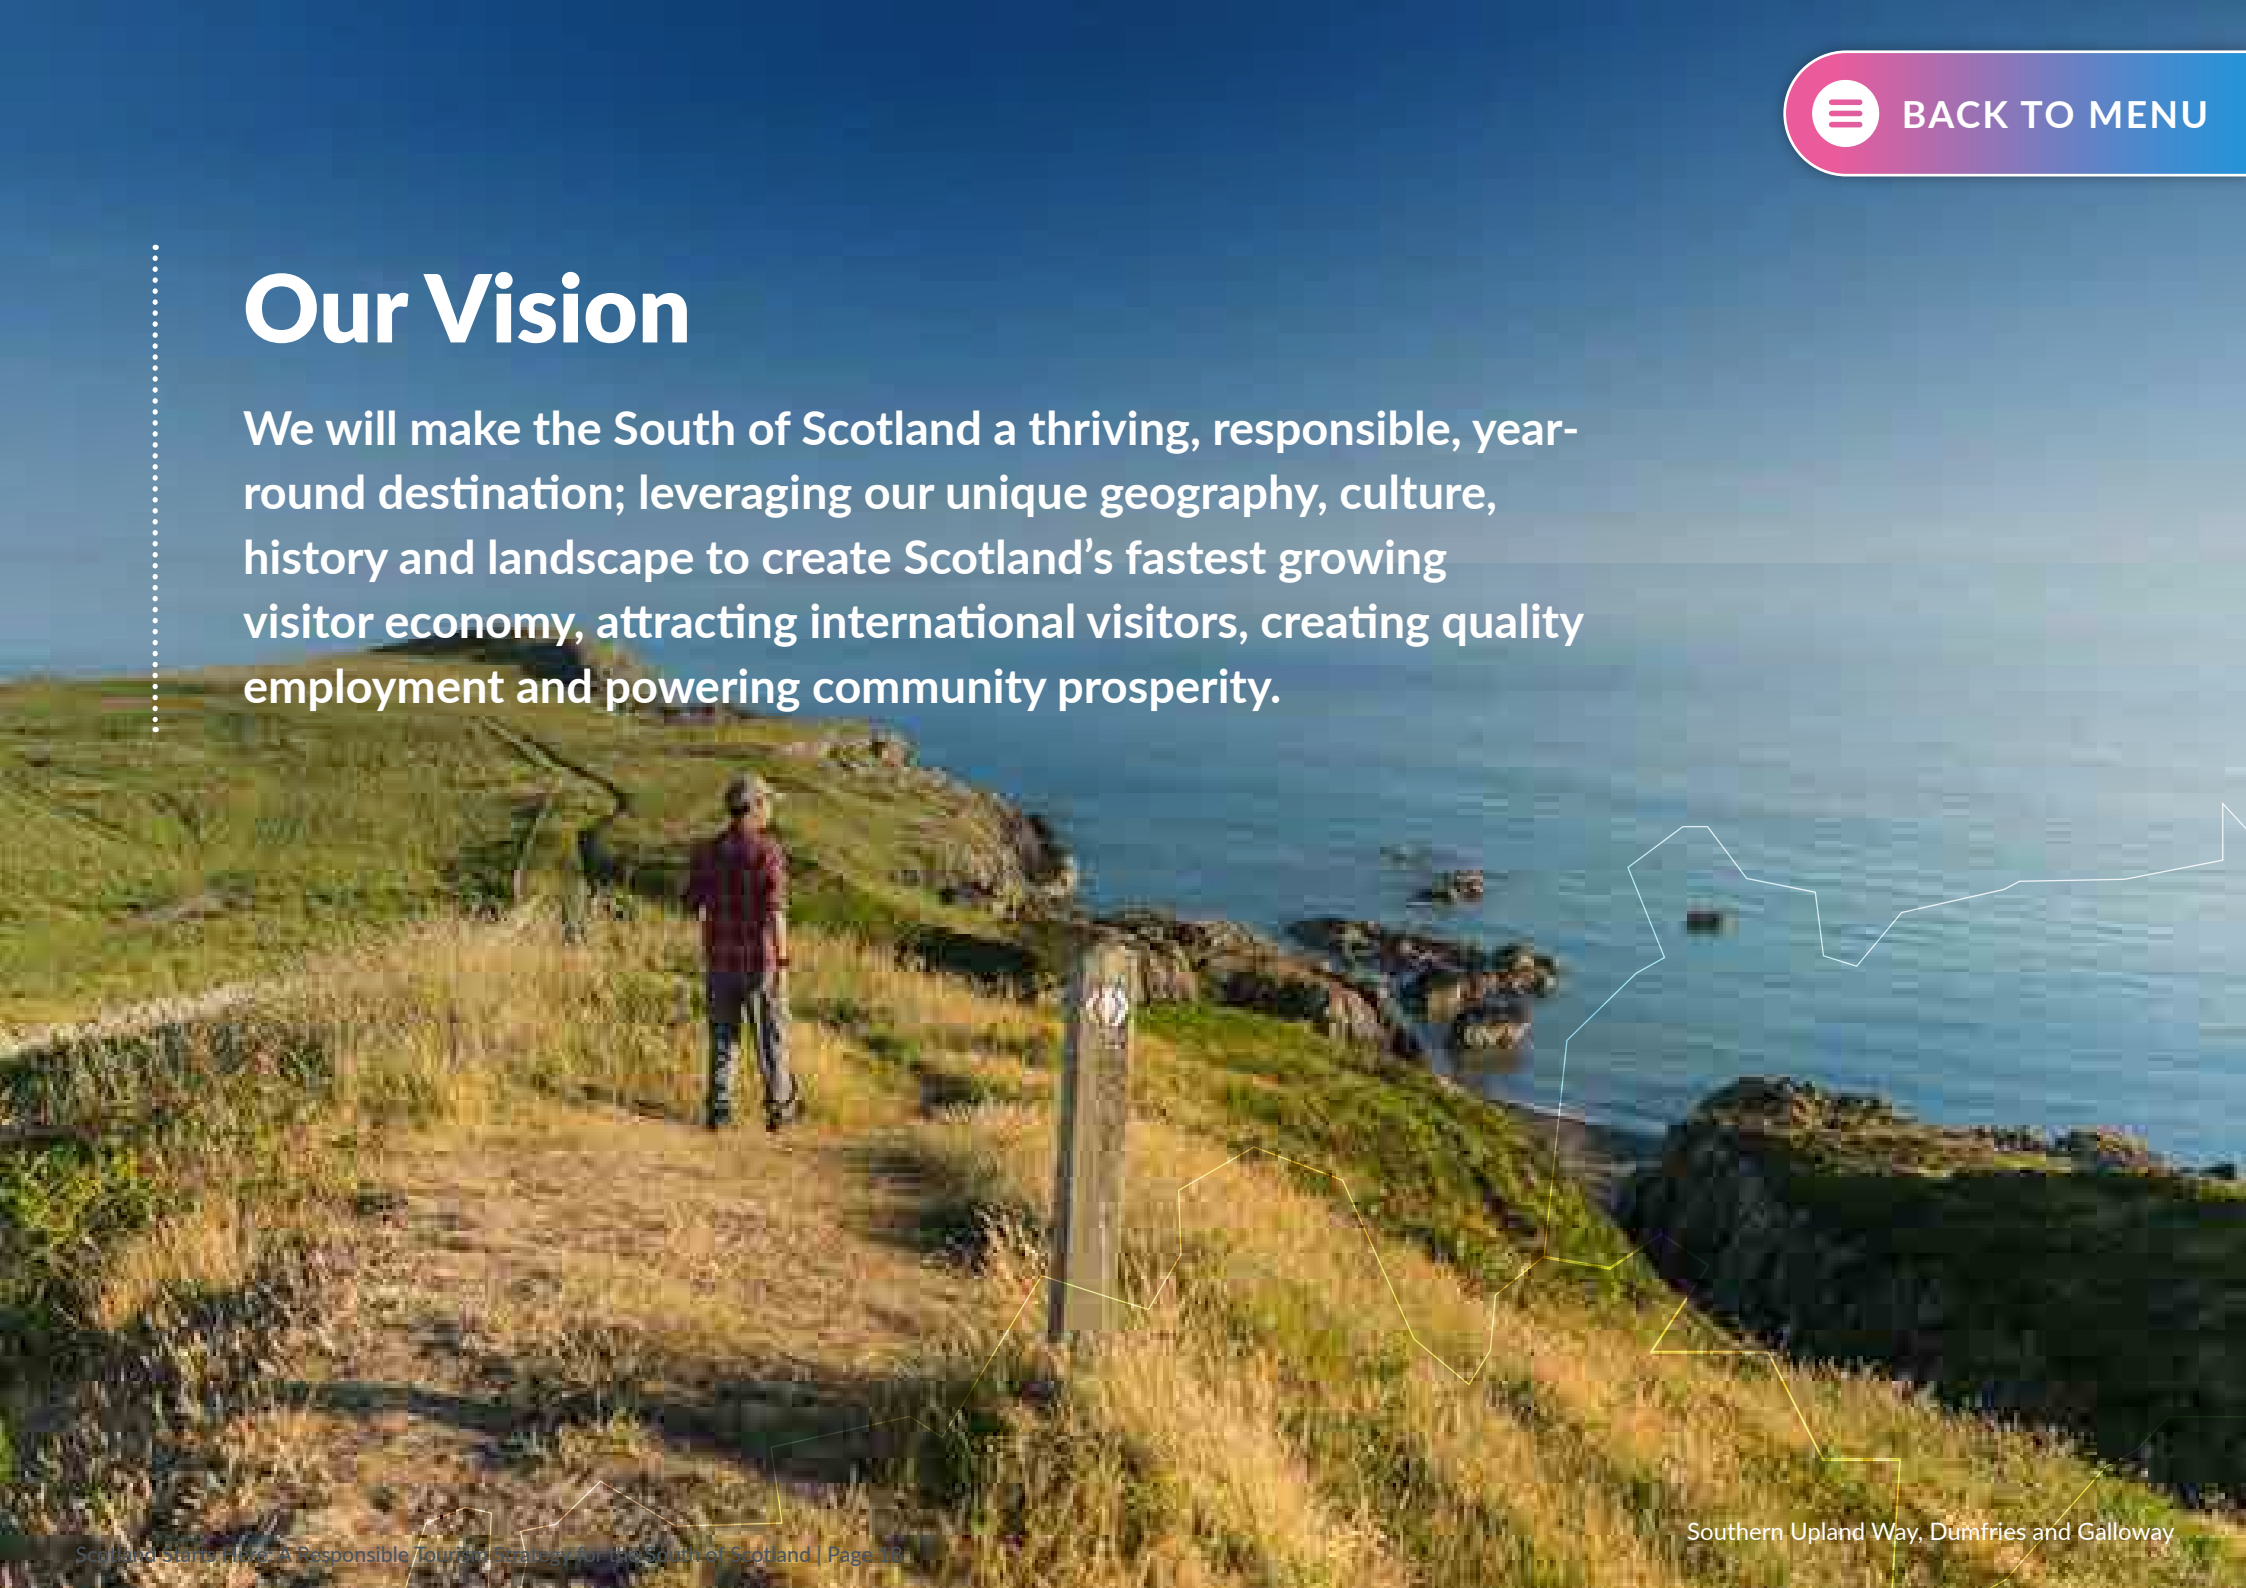 BACK TO MENU
Our Vision
We will make the South of Scotland a thriving, responsible, year-
round destination; leveraging our unique geography, culture,
history and landscape to create Scotland’s fastest growing
visitor economy, attracting international visitors, creating quality
employment and powering community prosperity.
Southern Upland Way, Dumfries and Galloway
Scotland Starts Here: A Responsible Tourism Strategy for the South of Scotland | Page